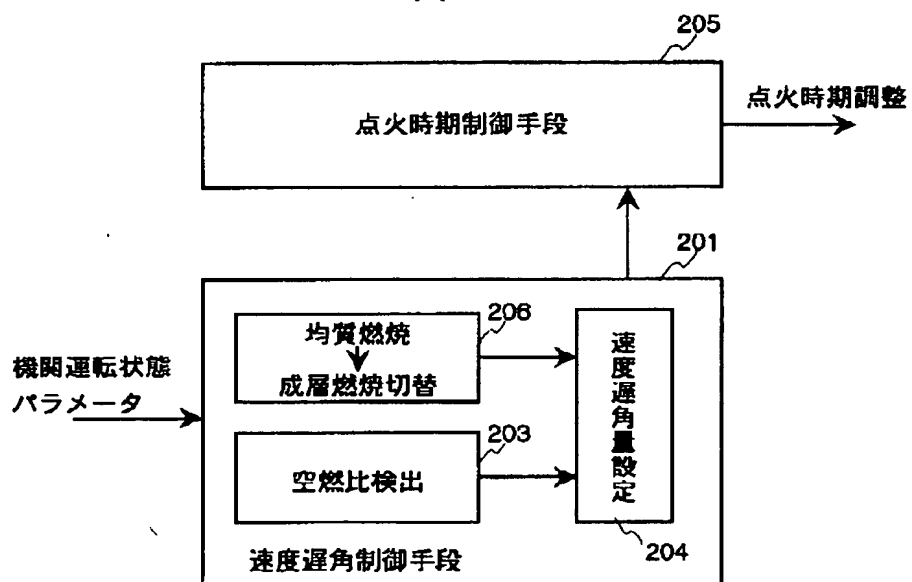 205
点火時期制御手段
点火時期調整
201
206
均質燃焼
成層燃焼切替
機関運転状態
パラメータ
203
空燃比検出
速度遅角量設定
204
速度遅角制御手段